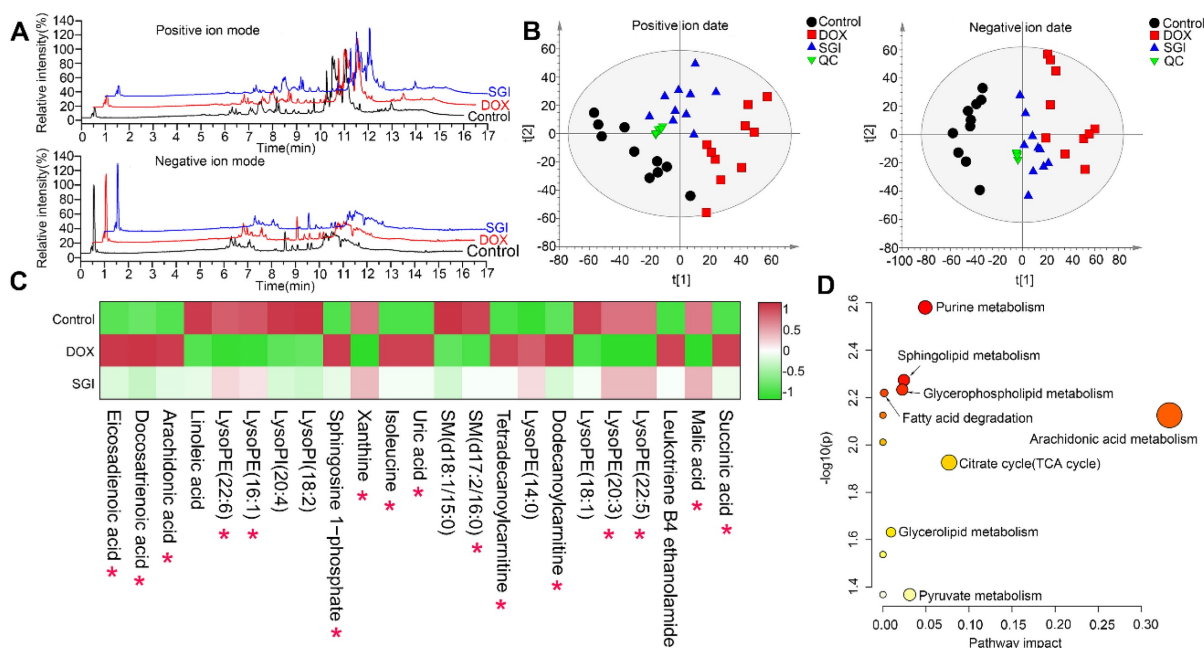 A
Positive ion mode
Relative intensity(%)
140
120
100
80
60
40
20
0
SGI
DOX
Control
0 1 2 3 4 5 6 7 8 9 10 11 12 13 14 15 16 17
Time(min)
Negative ion mode
Relative intensity(%)
140
120
100
80
60
40
20
0
SGI
DOX
Control
0 1 2 3 4 5 6 7 8 9 10 11 12 13 14 15 16 17
Time(min)
B
Positive ion date
Control
DOX
SGI
QC
t[2]
80
60
40
20
0
-20
-40
-60
-80
-80 -60 -40 -20 0 20 40 60 80
t[1]
Negative ion date
Control
DOX
SGI
QC
t[2]
80
60
40
20
0
-20
-40
-60
-80
-100 -80 -60 -40 -20 0 20 40 60 80 100
t[1]
C
Control
DOX
SGI
1
0.5
0
-0.5
-1
Eicosadienoic acid *
Docosatrienoic acid *
Arachidonic acid *
Linoleic acid
LysoPE(22:6) *
LysoPE(16:1) *
LysoPI(20:4)
LysoPI(18:2)
Sphingosine 1-phosphate *
Xanthine *
Isoleucine *
Uric acid *
SM(d18:1/15:0)
SM(d17:2/16:0) *
Tetradecanoylcarnitine *
LysoPE(14:0)
Dodecanoylcarnitine *
LysoPE(18:1)
LysoPE(20:3) *
LysoPE(22:5) *
Leukotriene B4 ethanolamide
Malic acid *
Succinic acid *
D
-log10(p)
2.6
2.4
2.2
2.0
1.8
1.6
1.4
Purine metabolism
Sphingolipid metabolism
Glycerophospholipid metabolism
Fatty acid degradation
Arachidonic acid metabolism
Citrate cycle(TCA cycle)
Glycerolipid metabolism
Pyruvate metabolism
0.00 0.05 0.10 0.15 0.20 0.25 0.30
Pathway impact